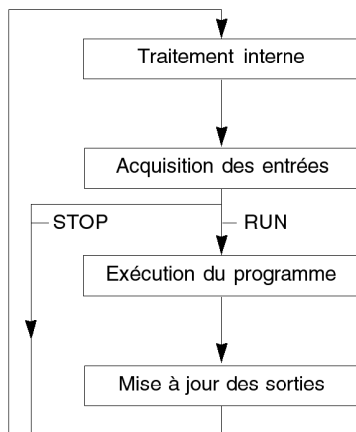 Traitement interne
Acquisition des entrées
STOP
RUN
Exécution du programme
Mise à jour des sorties